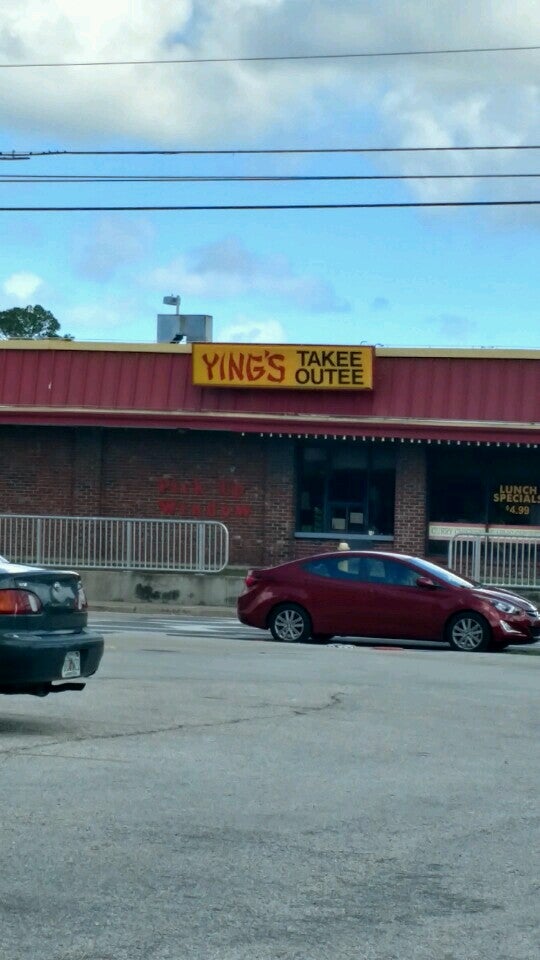 YING'S
TAKEE
OUTEE
Pick Up
Window
LUNCH
SPECIALS
$4.99